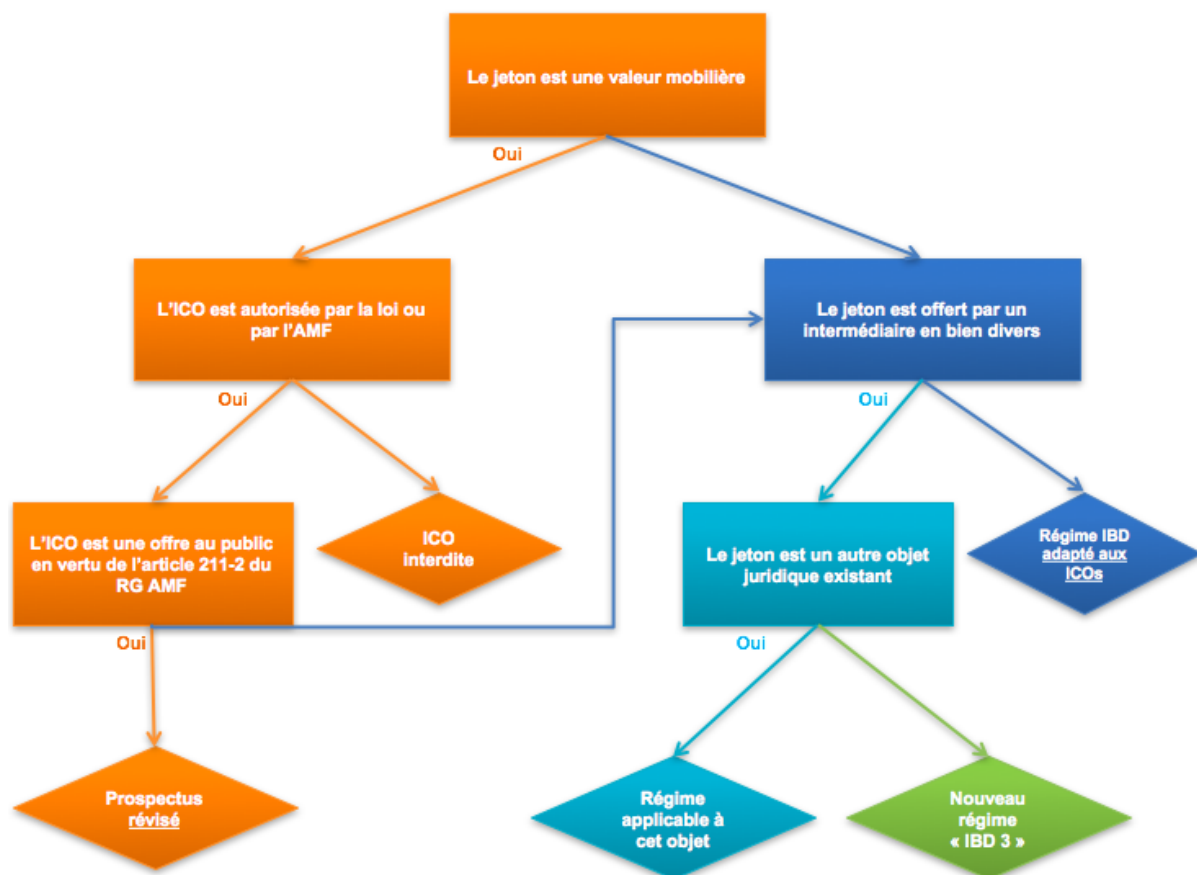 Le jeton est une valeur mobilière
Oui
L'ICO est autorisée par la loi ou
par l'AMF
Le jeton est offert par un
intermédiaire en bien divers
Oui
Oui
L'ICO est une offre au public
en vertu de l'article 211-2 du
RG AMF
ICO
interdite
Le jeton est un autre objet
juridique existant
Régime IBD
adapté aux
ICOs
Oui
Oui
Prospectus
révisé
Régime
applicable à
cet objet
Nouveau
régime
« IBD 3 »